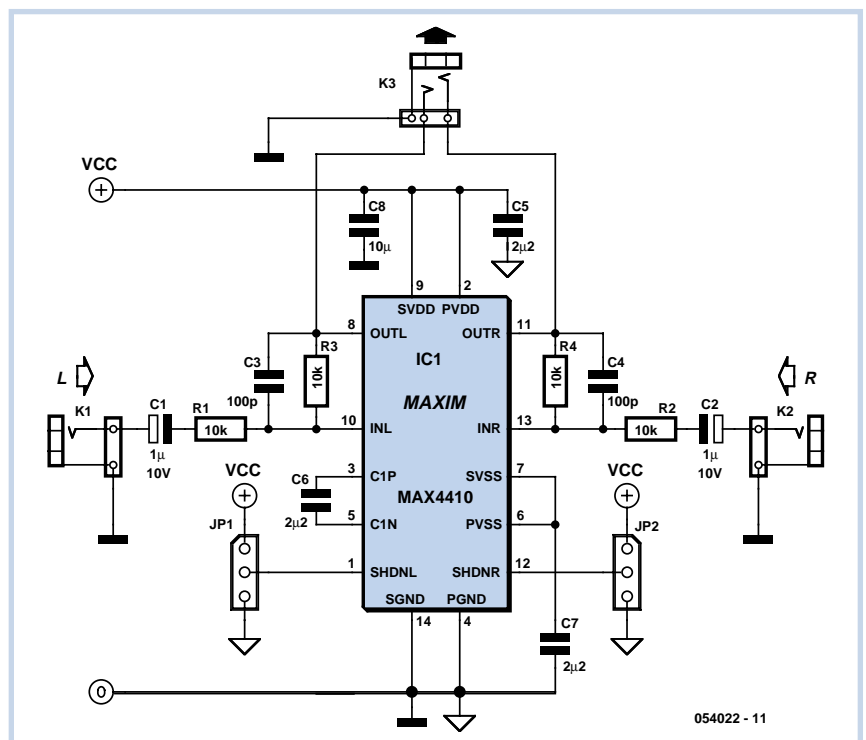 K3
VCC
+
C8
10µ
C5
2µ2
9
2
SVDD PVDD
8
OUTL
OUTR
11
IC1
MAXIM
MAX4410
C3
100p
R3
10k
R4
10k
C4
100p
L
K1
C1
1µ
10V
R1
10k
10
INL
INR
13
R2
10k
C2
1µ
10V
K2
R
VCC
+
JP1
C6
2µ2
3
C1P
5
C1N
1
SHDNL
SVSS
7
PVSS
6
SHDNR
12
VCC
+
JP2
SGND
PGND
14
4
C7
2µ2
0
054022 - 11